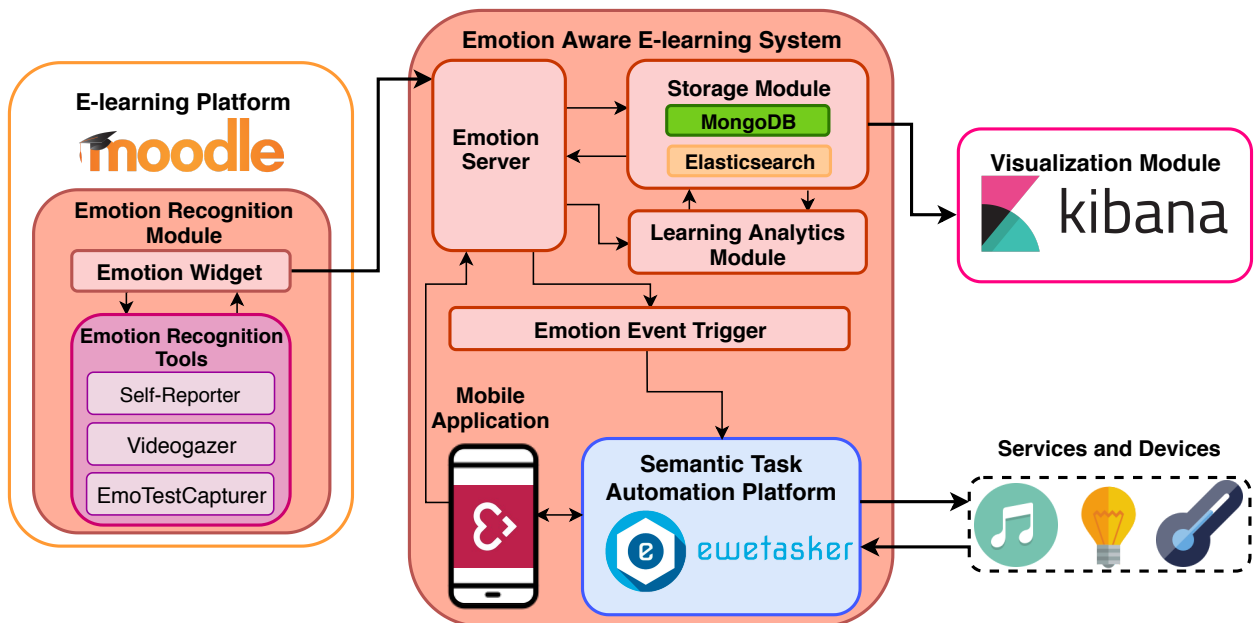 E-learning Platform
moodle
Emotion Recognition
Module
Emotion Widget
Emotion Recognition
Tools
Self-Reporter
Videogazer
EmoTestCapturer
Emotion Aware E-learning System
Emotion
Server
Storage Module
MongoDB
Elasticsearch
Learning Analytics
Module
Emotion Event Trigger
Mobile
Application
Semantic Task
Automation Platform
e
ewetasker
Visualization Module
kibana
Services and Devices